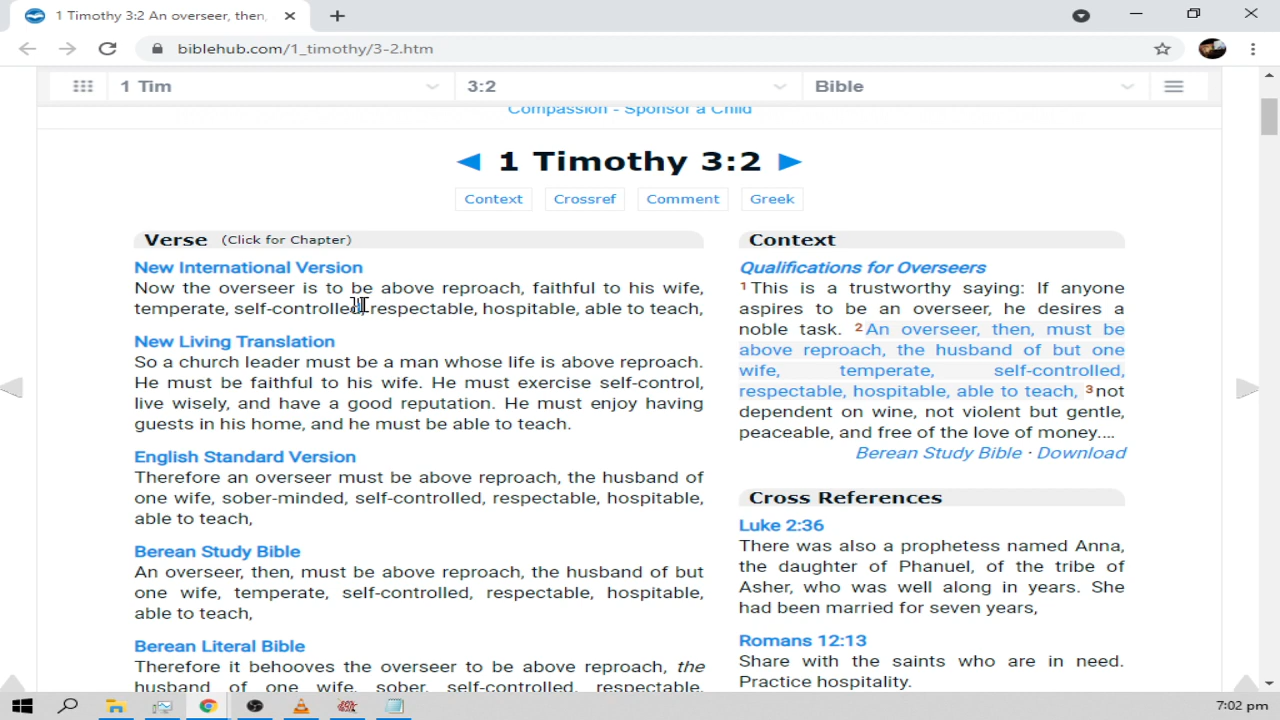 1 Timothy 3:2 An overseer, then,
biblehub.com/1_timothy/3-2.htm
1 Tim
3:2
Bible
Compassion - Sponsor a Child
1 Timothy 3:2
Context
Crossref
Comment
Greek
Verse (Click for Chapter)
New International Version
Now the overseer is to be above reproach, faithful to his wife,
temperate, self-controlled, respectable, hospitable, able to teach,
New Living Translation
So a church leader must be a man whose life is above reproach.
He must be faithful to his wife. He must exercise self-control,
live wisely, and have a good reputation. He must enjoy having
guests in his home, and he must be able to teach.
English Standard Version
Therefore an overseer must be above reproach, the husband of
one wife, sober-minded, self-controlled, respectable, hospitable,
able to teach,
Berean Study Bible
An overseer, then, must be above reproach, the husband of but
one wife, temperate, self-controlled, respectable, hospitable,
able to teach,
Berean Literal Bible
Therefore it behooves the overseer to be above reproach, the
husband of one wife, sober, self-controlled, respectable,
Context
Qualifications for Overseers
1 This is a trustworthy saying: If anyone
aspires to be an overseer, he desires a
noble task. 2 An overseer, then, must be
above reproach, the husband of but one
wife, temperate, self-controlled,
respectable, hospitable, able to teach, 3 not
dependent on wine, not violent but gentle,
peaceable, and free of the love of money....
Berean Study Bible · Download
Cross References
Luke 2:36
There was also a prophetess named Anna,
the daughter of Phanuel, of the tribe of
Asher, who was well along in years. She
had been married for seven years,
Romans 12:13
Share with the saints who are in need.
Practice hospitality.
7:02 pm